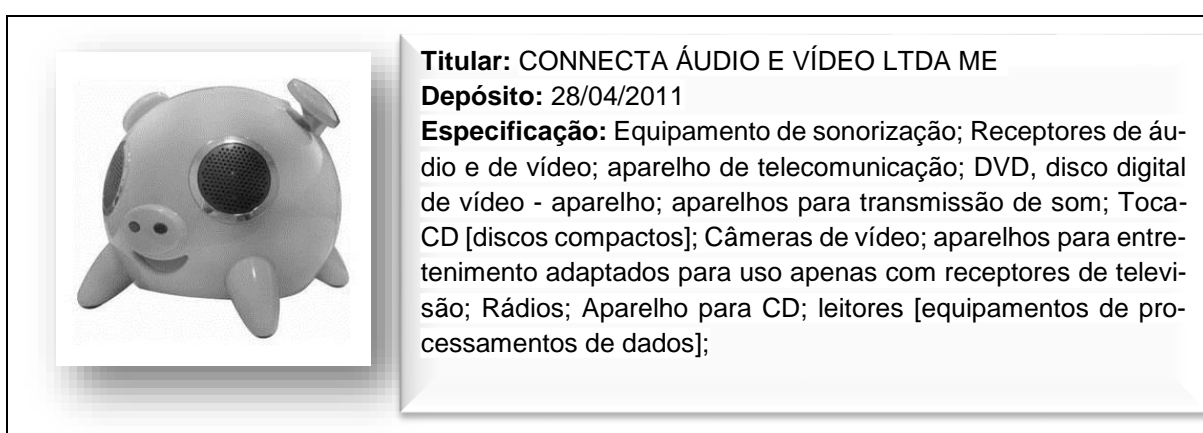 Titular: CONNECTA ÁUDIO E VÍDEO LTDA ME
Depósito: 28/04/2011
Especificação: Equipamento de sonorização; Receptores de áu-
dio e de vídeo; aparelho de telecomunicação; DVD, disco digital
de vídeo - aparelho; aparelhos para transmissão de som; Toca-
CD [discos compactos]; Câmeras de vídeo; aparelhos para entre-
tenimento adaptados para uso apenas com receptores de televi-
são; Rádios; Aparelho para CD; leitores [equipamentos de pro-
cessamentos de dados];